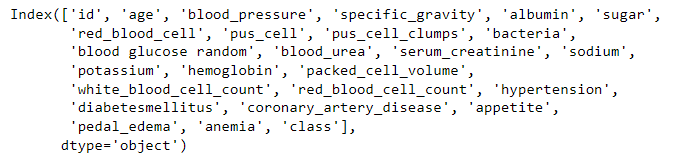 Index(['id', 'age', 'blood_pressure', 'specific_gravity', 'albumin', 'sugar',
'red_blood_cell', 'pus_cell', 'pus_cell_clumps', 'bacteria',
'blood glucose random', 'blood_urea', 'serum_creatinine', 'sodium',
'potassium', 'hemoglobin', 'packed_cell_volume',
'white_blood_cell_count', 'red_blood_cell_count', 'hypertension',
'diabetesmellitus', 'coronary_artery_disease', 'appetite',
'pedal_edema', 'anemia', 'class'],
dtype='object')